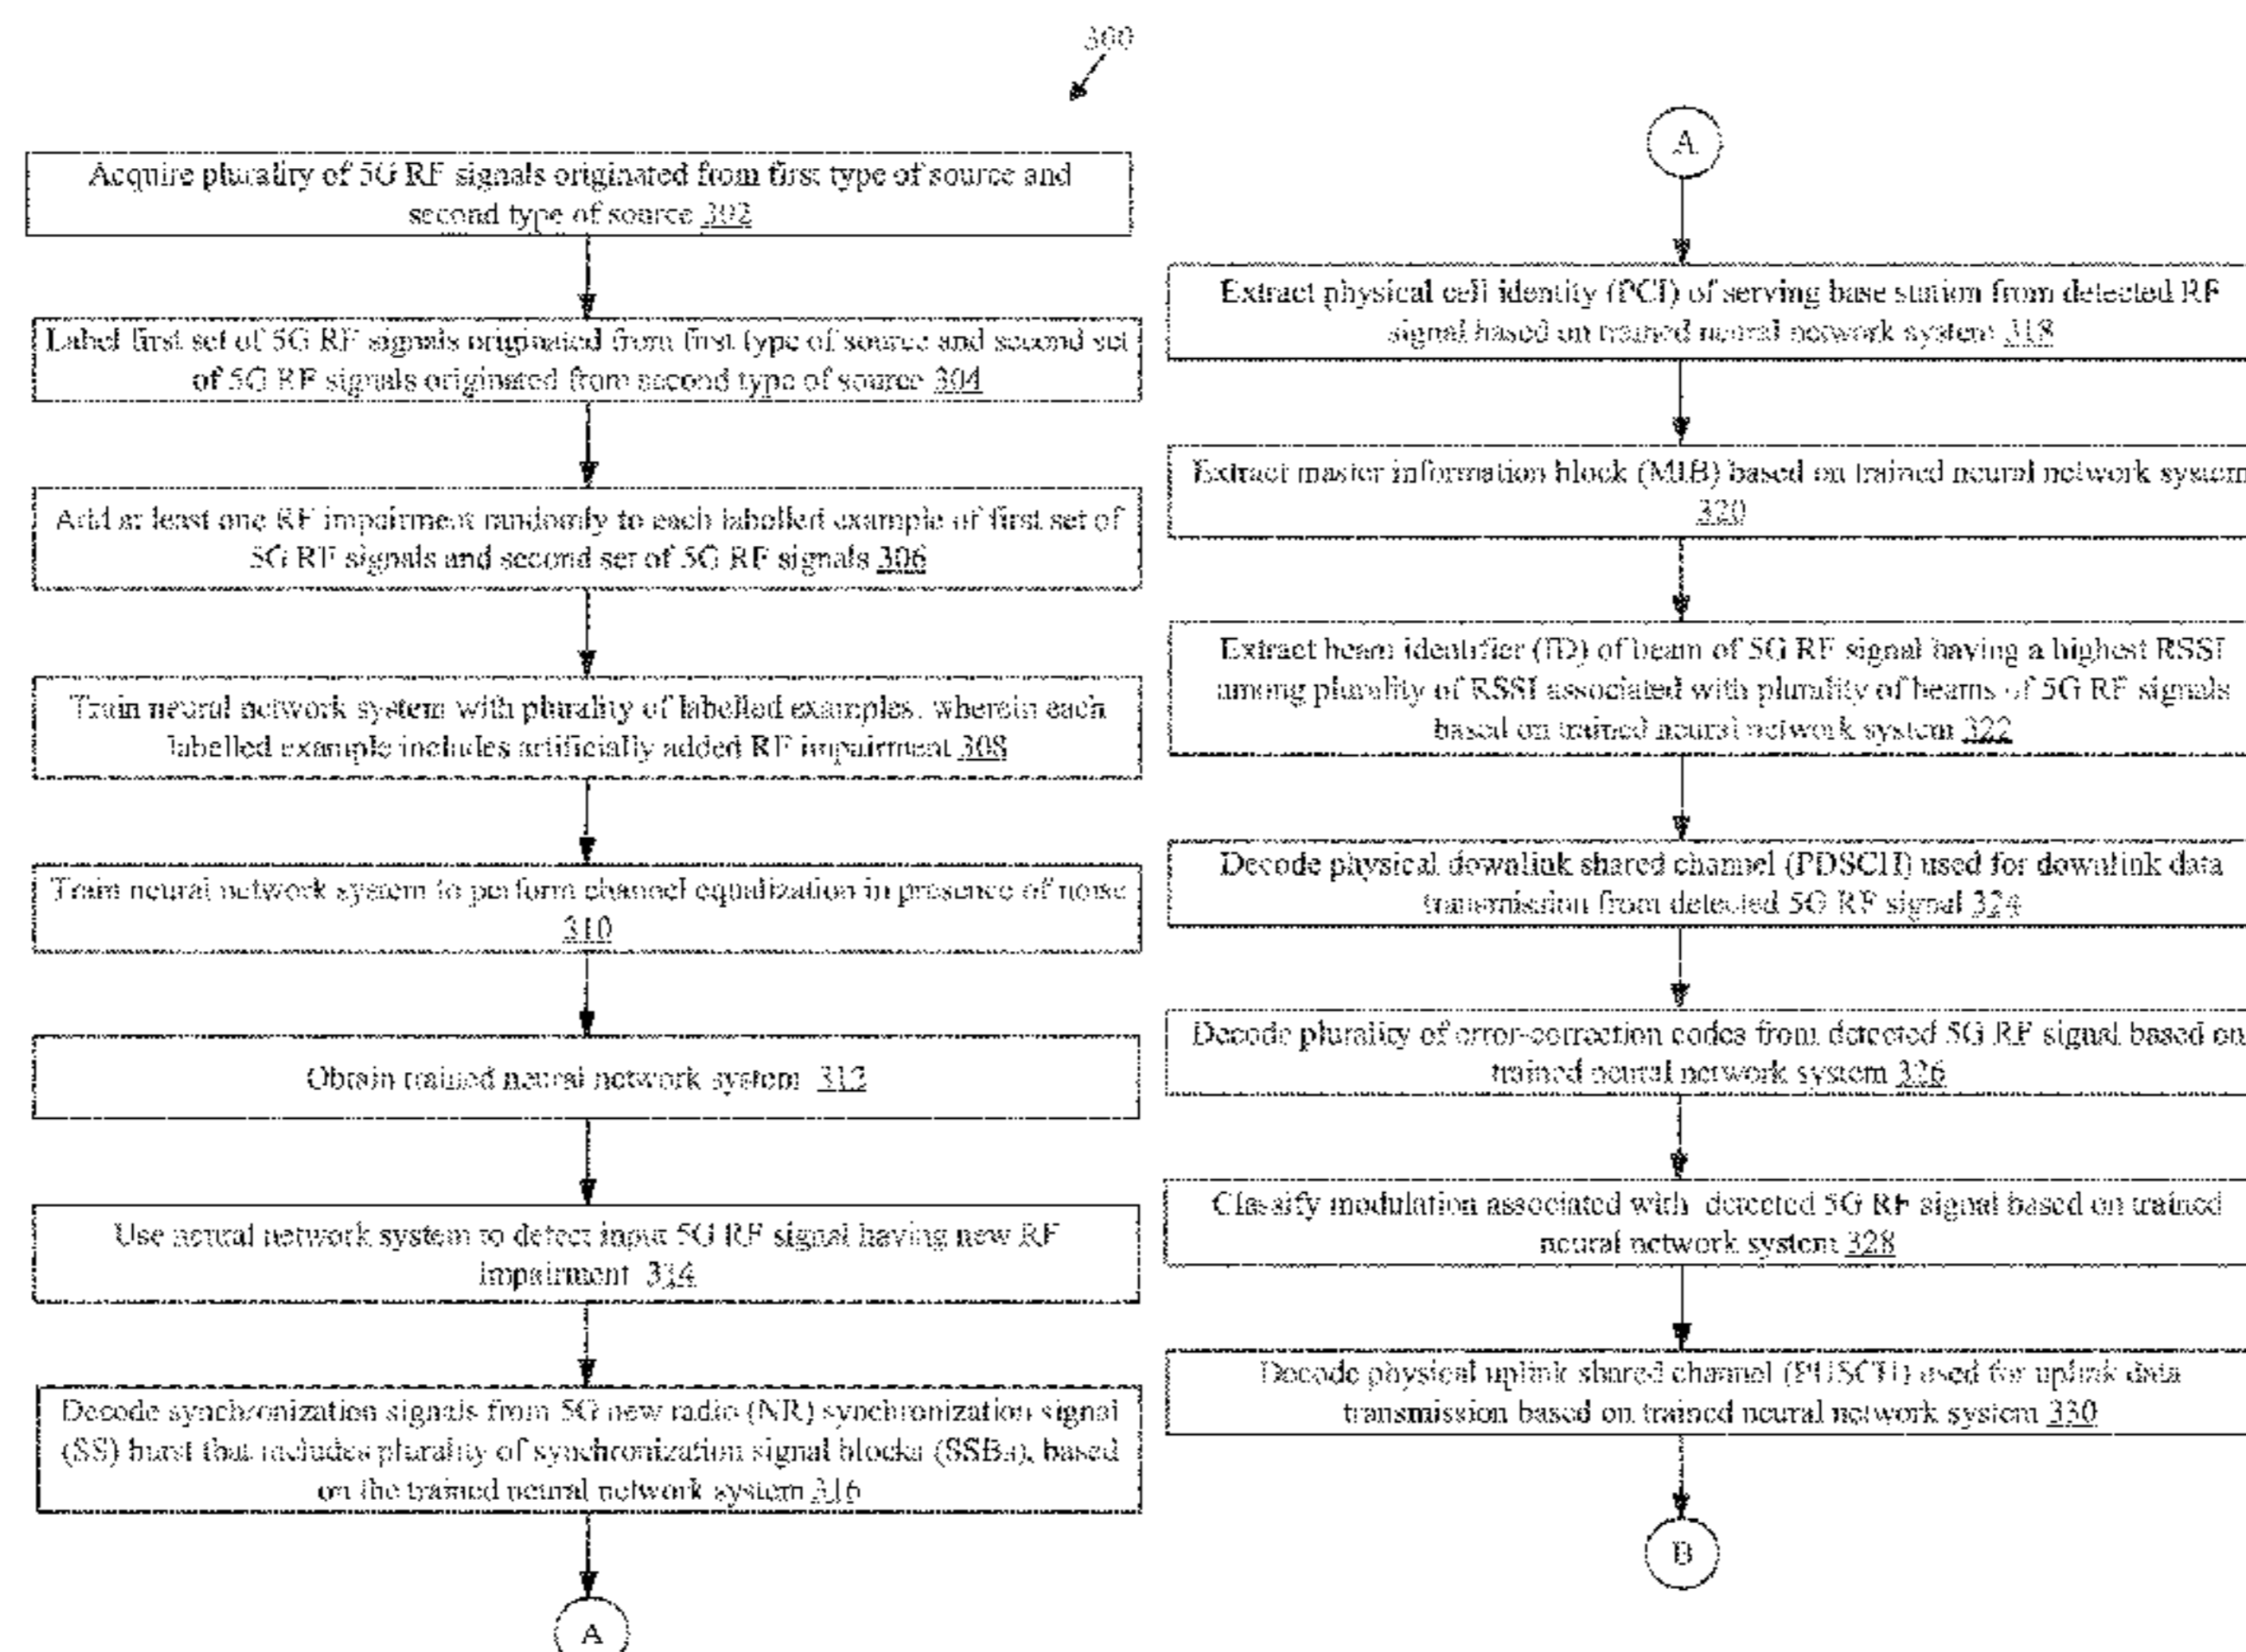 300
Acquire plurality of 5G RF signals originated from first type of source and
second type of source 302
Label first set of 5G RF signals originated from first type of source and second set
of 5G RF signals originated from second type of source 304
Add at least one RF impairment randomly to each labelled example of first set of
5G RF signals and second set of 5G RF signals 306
Train neural network system with plurality of labelled examples, wherein each
labelled example includes artificially added RF impairment 308
Train neural network system to perform channel equalization in presence of noise
310
Obtain trained neural network system 312
Use neural network system to detect input 5G RF signal having new RF
impairment 314
Decode synchronization signals from 5G new radio (NR) synchronization signal
(SS) burst that includes plurality of synchronization signal blocks (SSBs), based
on the trained neural network system 316
A
A
Extract physical cell identity (PCI) of serving base station from detected RF
signal based on trained neural network system 318
Extract master information block (MIB) based on trained neural network system
320
Extract beam identifier (ID) of beam of 5G RF signal having a highest RSSI
among plurality of RSSI associated with plurality of beams of 5G RF signals
based on trained neural network system 322
Decode physical downlink shared channel (PDSCH) used for downlink data
transmission from detected 5G RF signal 324
Decode plurality of error-correction codes from detected 5G RF signal based on
trained neural network system 326
Classify modulation associated with detected 5G RF signal based on trained
neural network system 328
Decode physical uplink shared channel (PUSCH) used for uplink data
transmission based on trained neural network system 330
B